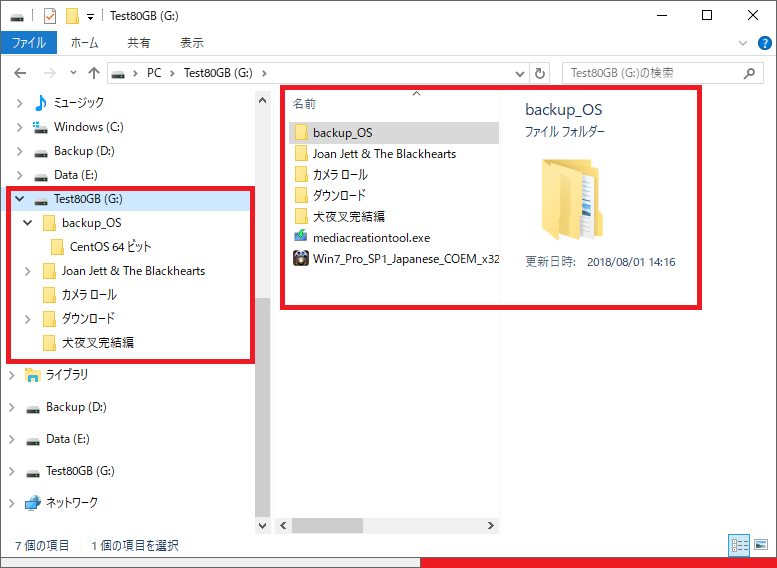 Test80GB (G:)
ファイル ホーム 共有 表示
PC Test80GB (G:) Test80GB (G:)の検索
ミュージック
Windows (C:)
Backup (D:)
Data (E:)
Test80GB (G:)
backup_OS
CentOS 64 ビット
Joan Jett & The Blackhearts
カメラ ロール
ダウンロード
犬夜叉完結編
ライブラリ
Backup (D:)
Data (E:)
Test80GB (G:)
ネットワーク
名前
backup_OS
Joan Jett & The Blackhearts
カメラ ロール
ダウンロード
犬夜叉完結編
mediacreationtool.exe
Win7_Pro_SP1_Japanese_COEM_x32
backup_OS
ファイル フォルダー
更新日時: 2018/08/01 14:16
7 個の項目 1 個の項目を選択